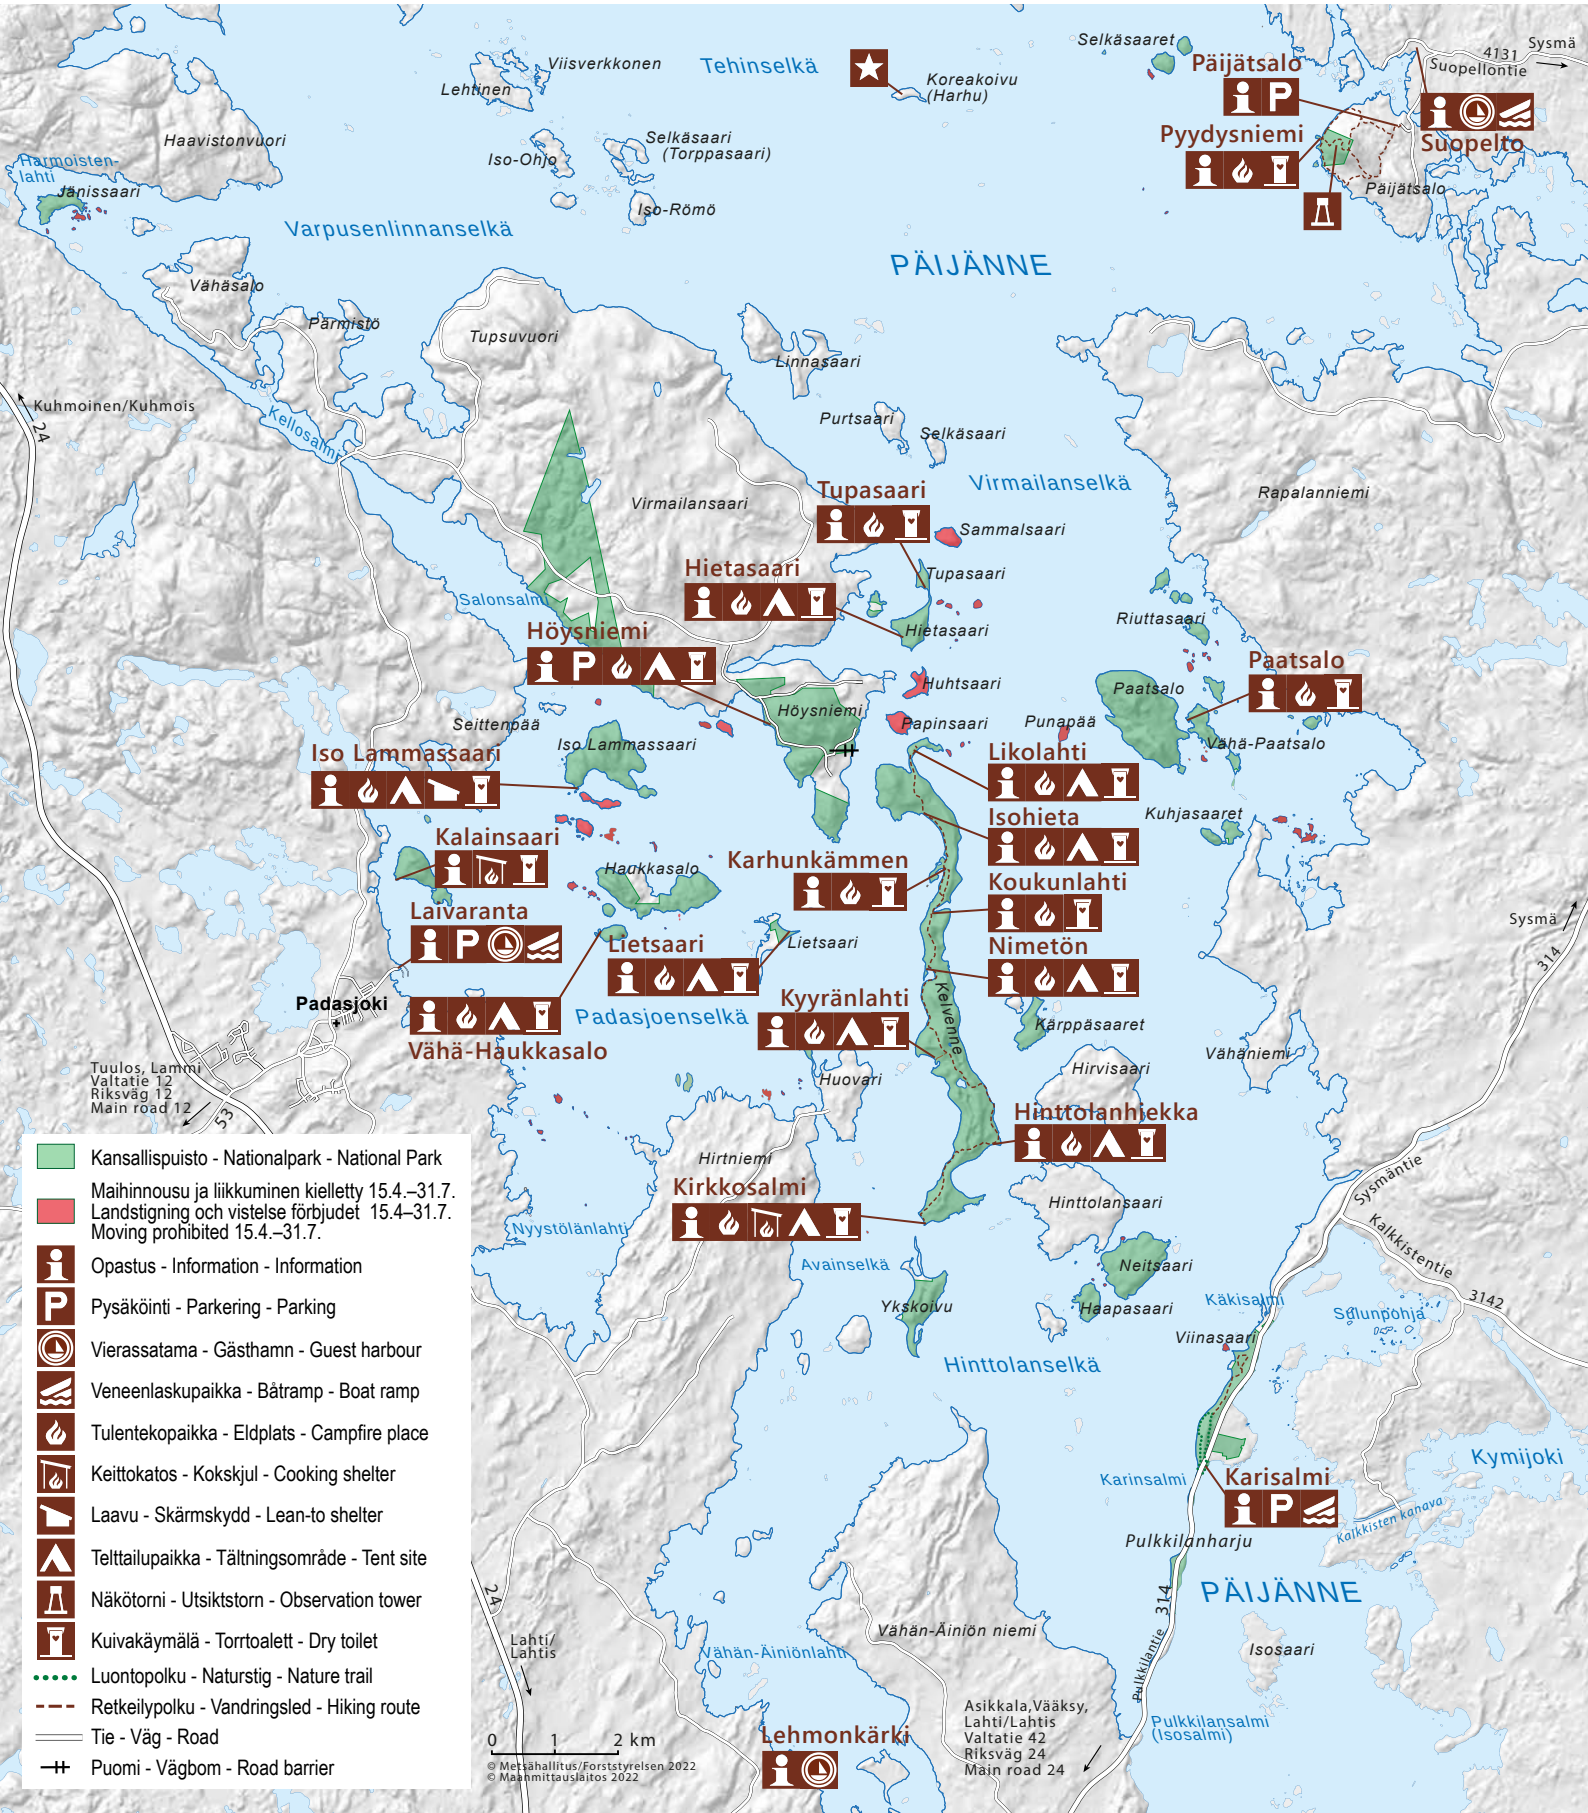 Selkäsaaret
4131
Sysmä
Suopellontie
Viisverkkonen
Tehinselkä
Päijätsalo
P
Lehtinen
Koreakoivu
(Harhu)
Suopelto
Pyydysniemi
Haavistonvuori
Selkäsaari
(Torppasaari)
Iso-Ohjo
Harmoisten-
lahti
Jänissaari
Päijätsalo
Iso-Römö
Varpusenlinnanselkä
PÄIJÄNNE
Vähäsalo
Pärmistö
Tupsuvuori
Linnasaari
Kuhmoinen/Kuhmois
24
Kellosalmi
Purtsaari
Selkäsaari
Virmailanselkä
Rapalanniemi
Tupasaari
Virmailansaari
Sammalsaari
Hietasaari
Tupasaari
Salonsalmi
Riuttasaari
Höysniemi
P
Hietasaari
Paatsalo
Huhtsaari
Paatsalo
Höysniemi
Seittenpää
Papinsaari
Punapää
Iso Lammassaari
Iso Lammassaari
Vähä-Paatsalo
Likolahti
Isohieta
Kuhjasaaret
Kalainsaari
Karhunkämmen
Haukkasalo
Koukunlahti
Laivaranta
P
Sysmä
314
Lietsaari
Lietsaari
Nimetön
Padasjoki
Kyyränlahti
Kelvenne
Padasjoenselkä
Kärppäsaaret
Vähä-Haukkasalo
Vähäniemi
Tuulos, Lammi
Valtatie 12
Riksväg 12
Main road 12
53
Huovari
Hirvisaari
Hinttolanhiekka
Hirtniemi
Kirkkosalmi
Hinttolansaari
Sysmäntie
Nyystölänlahti
Kalkkistentie
3142
Avainselkä
Neitsaari
Ykskoivu
Haapasaari
Käkisalmi
Sulunpohja
Viinasaari
Hinttolanselkä
Kymijoki
Karinsalmi
Karisalmi
P
Kalkkisten kanava
Pulkkilanharju
PÄIJÄNNE
314
Pulkkilantie
24
Lahti/
Lahtis
Vähän-Äiniön niemi
Vähän-Äiniönlahti
Isosaari
Asikkala,Vääksy,
Lahti/Lahtis
Valtatie 42
Riksväg 24
Main road 24
Pulkkilansalmi
(Isosalmi)
Lehmonkärki
0 1 2 km
© Metsähallitus/Forststyrelsen 2022
© Maanmittauslaitos 2022
Kansallispuisto - Nationalpark - National Park
Maihinnousu ja liikkuminen kielletty 15.4.–31.7.
Landstigning och vistelse förbjudet 15.4–31.7.
Moving prohibited 15.4.–31.7.
Opastus - Information - Information
P Pysäköinti - Parkering - Parking
Vierassatama - Gästhamn - Guest harbour
Veneenlaskupaikka - Båtramp - Boat ramp
Tulentekopaikka - Eldplats - Campfire place
Keittokatos - Kokskjul - Cooking shelter
Laavu - Skärmskydd - Lean-to shelter
Telttailupaikka - Tältningsområde - Tent site
Näkötorni - Utsiktstorn - Observation tower
Kuivakäymälä - Torrtoalett - Dry toilet
Luontopolku - Naturstig - Nature trail
Retkeilypolku - Vandringsled - Hiking route
Tie - Väg - Road
Puomi - Vägbom - Road barrier